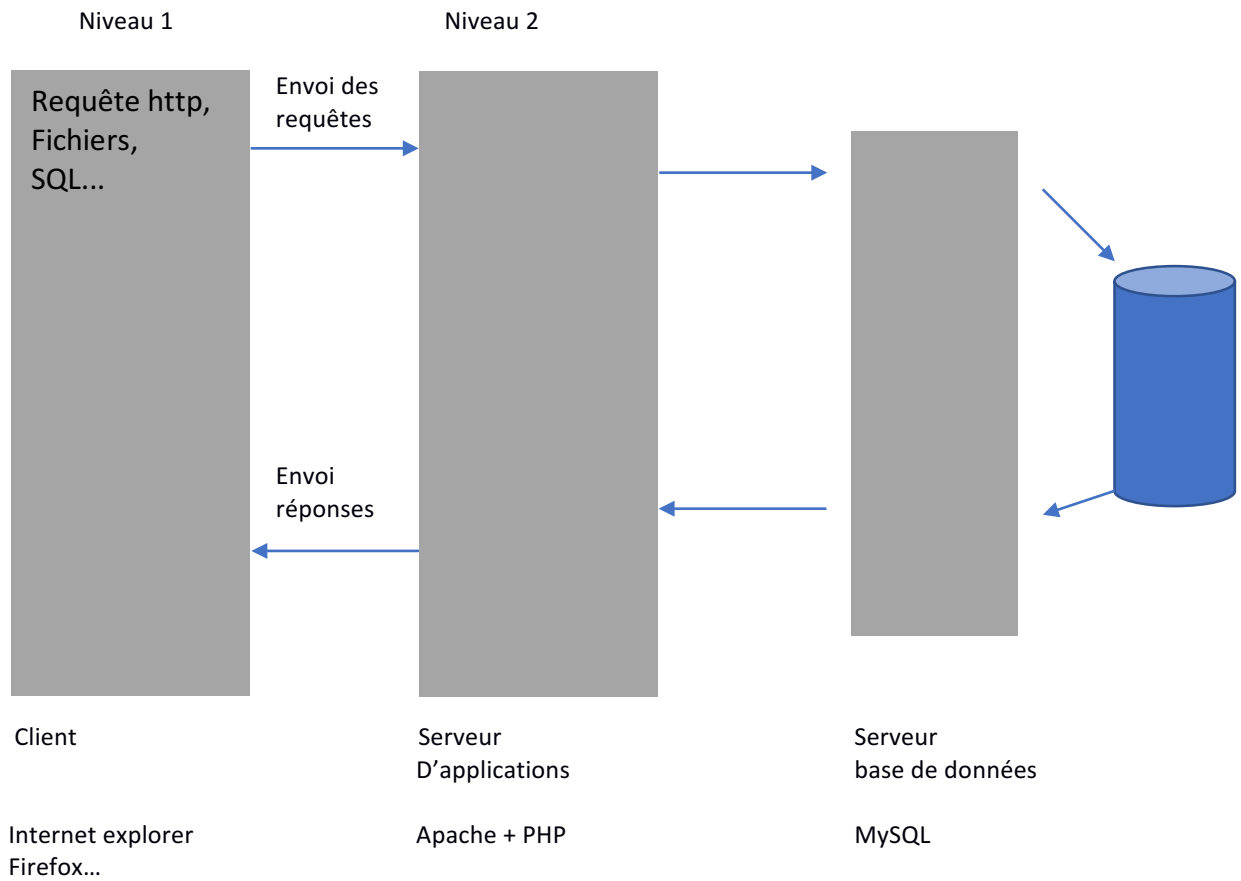 Niveau 1
Niveau 2
Requête http,
Fichiers,
SQL...
Envoi des
requêtes
Envoi
réponses
Client
Serveur
D’applications
Serveur
base de données
Internet explorer
Firefox…
Apache + PHP
MySQL